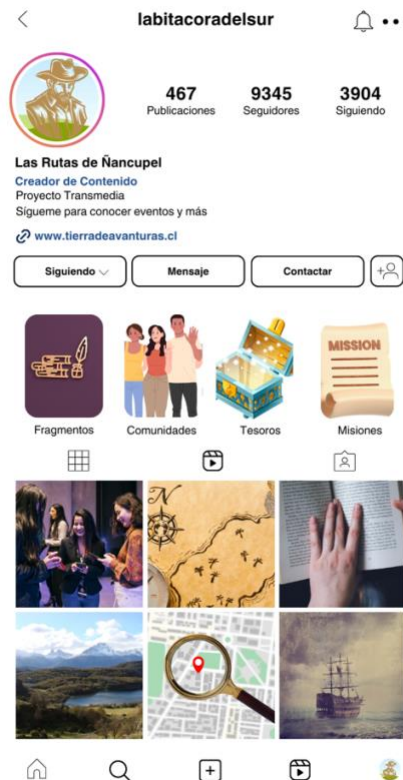 labitacoradelsur
467 9345 3904
Publicaciones Seguidores Siguiendo
Las Rutas de Ñancupel
Creador de Contenido
Proyecto Transmedia
Sígueme para conocer eventos y más
www.tierradeavanturas.cl
Siguiendo Mensaje Contactar
MISSION
Fragmentos Comunidades Tesoros Misiones
N